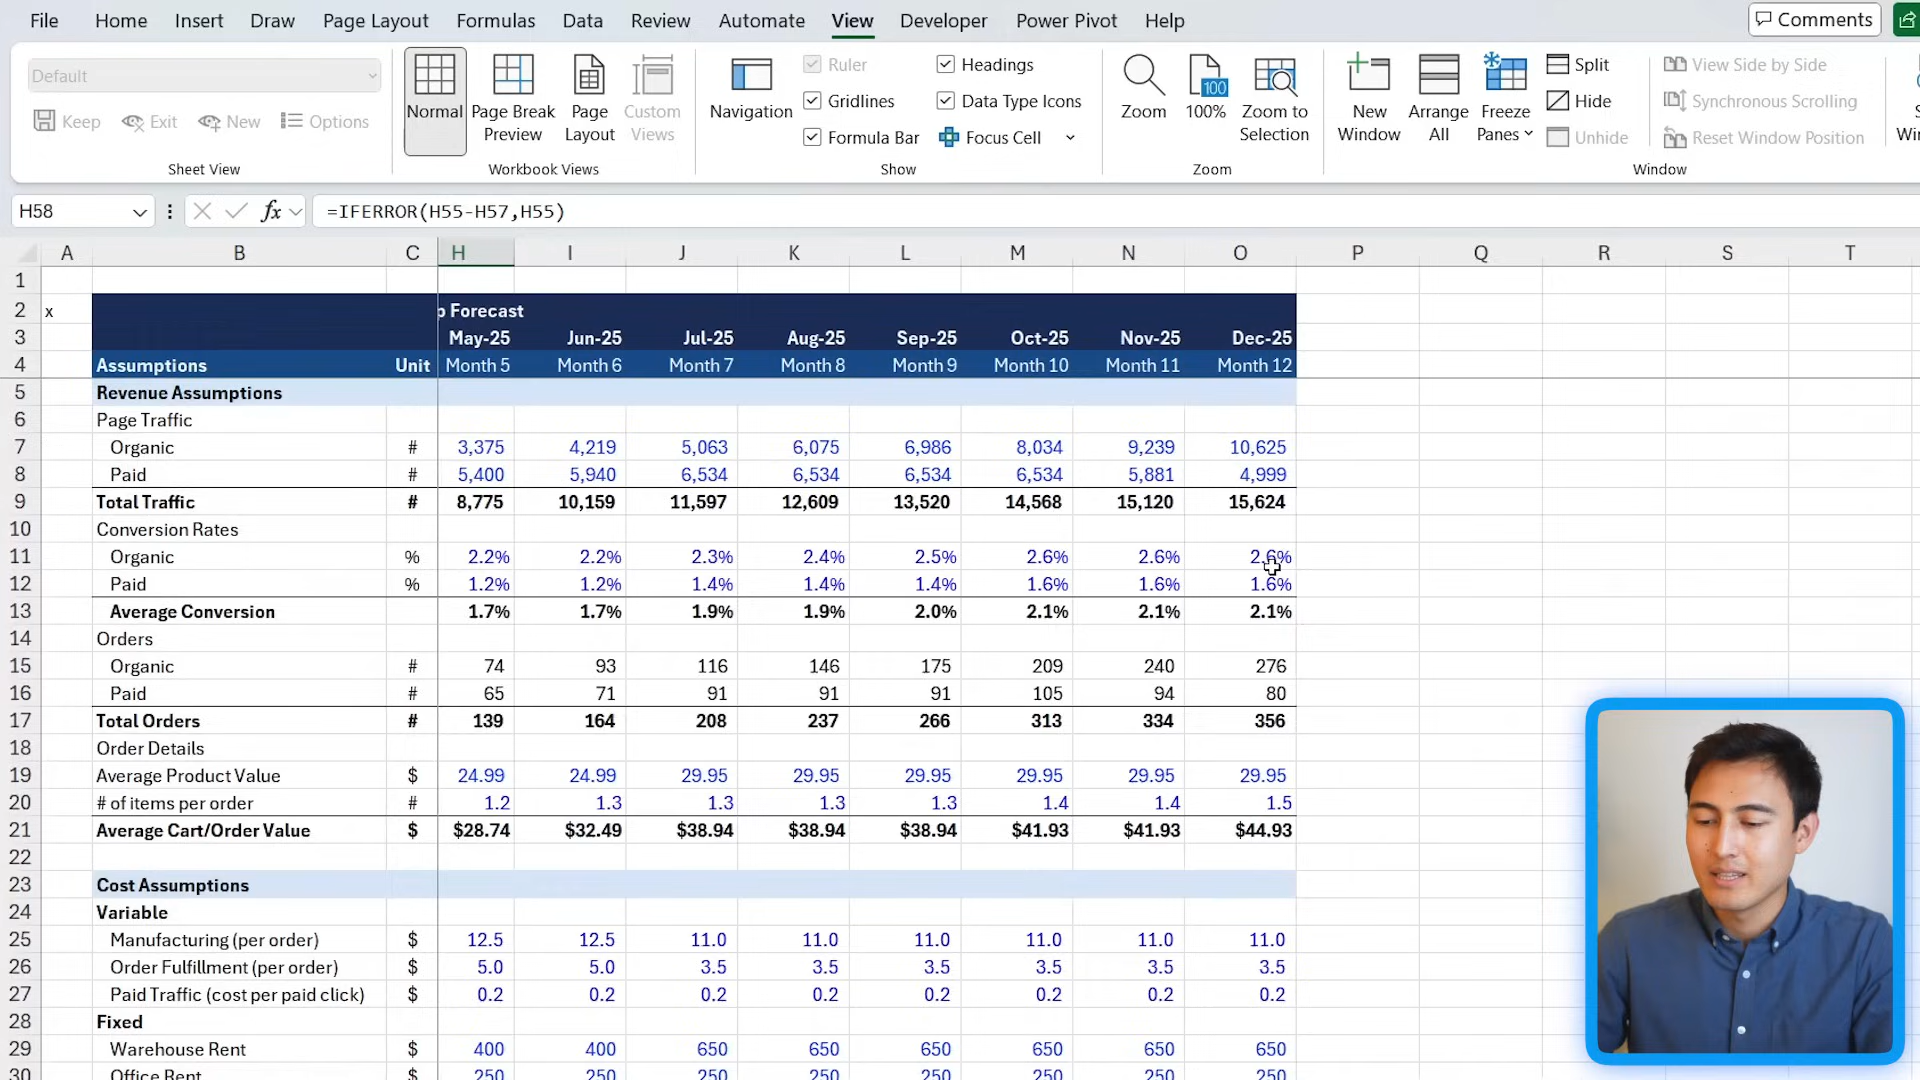 File Home Insert Draw Page Layout Formulas Data Review Automate View Developer Power Pivot Help Comments
Default
Keep Exit New Options
Sheet View
Normal
Page Break Preview
Page Layout
Custom Views
Workbook Views
Navigation
Ruler Headings
Gridlines Data Type Icons
Formula Bar Focus Cell
Show
Zoom
100
100%
Zoom to Selection
Zoom
New Window
Arrange All
Freeze Panes
Split
Hide
Unhide
View Side by Side
Synchronous Scrolling
Reset Window Position
Window
H58 fx =IFERROR(H55-H57,H55)
A B C H I J K L M N O P Q R S T
1
2 x Forecast
3 May-25 Jun-25 Jul-25 Aug-25 Sep-25 Oct-25 Nov-25 Dec-25
4 Assumptions Unit Month 5 Month 6 Month 7 Month 8 Month 9 Month 10 Month 11 Month 12
5 Revenue Assumptions
6 Page Traffic
7 Organic # 3,375 4,219 5,063 6,075 6,986 8,034 9,239 10,625
8 Paid # 5,400 5,940 6,534 6,534 6,534 6,534 5,881 4,999
9 Total Traffic # 8,775 10,159 11,597 12,609 13,520 14,568 15,120 15,624
10 Conversion Rates
11 Organic % 2.2% 2.2% 2.3% 2.4% 2.5% 2.6% 2.6% 2.6%
12 Paid % 1.2% 1.2% 1.4% 1.4% 1.4% 1.6% 1.6% 1.6%
13 Average Conversion 1.7% 1.7% 1.9% 1.9% 2.0% 2.1% 2.1% 2.1%
14 Orders
15 Organic # 74 93 116 146 175 209 240 276
16 Paid # 65 71 91 91 91 105 94 80
17 Total Orders # 139 164 208 237 266 313 334 356
18 Order Details
19 Average Product Value $ 24.99 24.99 29.95 29.95 29.95 29.95 29.95 29.95
20 # of items per order # 1.2 1.3 1.3 1.3 1.3 1.4 1.4 1.5
21 Average Cart/Order Value $ $28.74 $32.49 $38.94 $38.94 $38.94 $41.93 $41.93 $44.93
22
23 Cost Assumptions
24 Variable
25 Manufacturing (per order) $ 12.5 12.5 11.0 11.0 11.0 11.0 11.0 11.0
26 Order Fulfillment (per order) $ 5.0 5.0 3.5 3.5 3.5 3.5 3.5 3.5
27 Paid Traffic (cost per paid click) $ 0.2 0.2 0.2 0.2 0.2 0.2 0.2 0.2
28 Fixed
29 Warehouse Rent $ 400 400 650 650 650 650 650 650
30 Office Rent $ 250 250 250 250 250 250 250 250